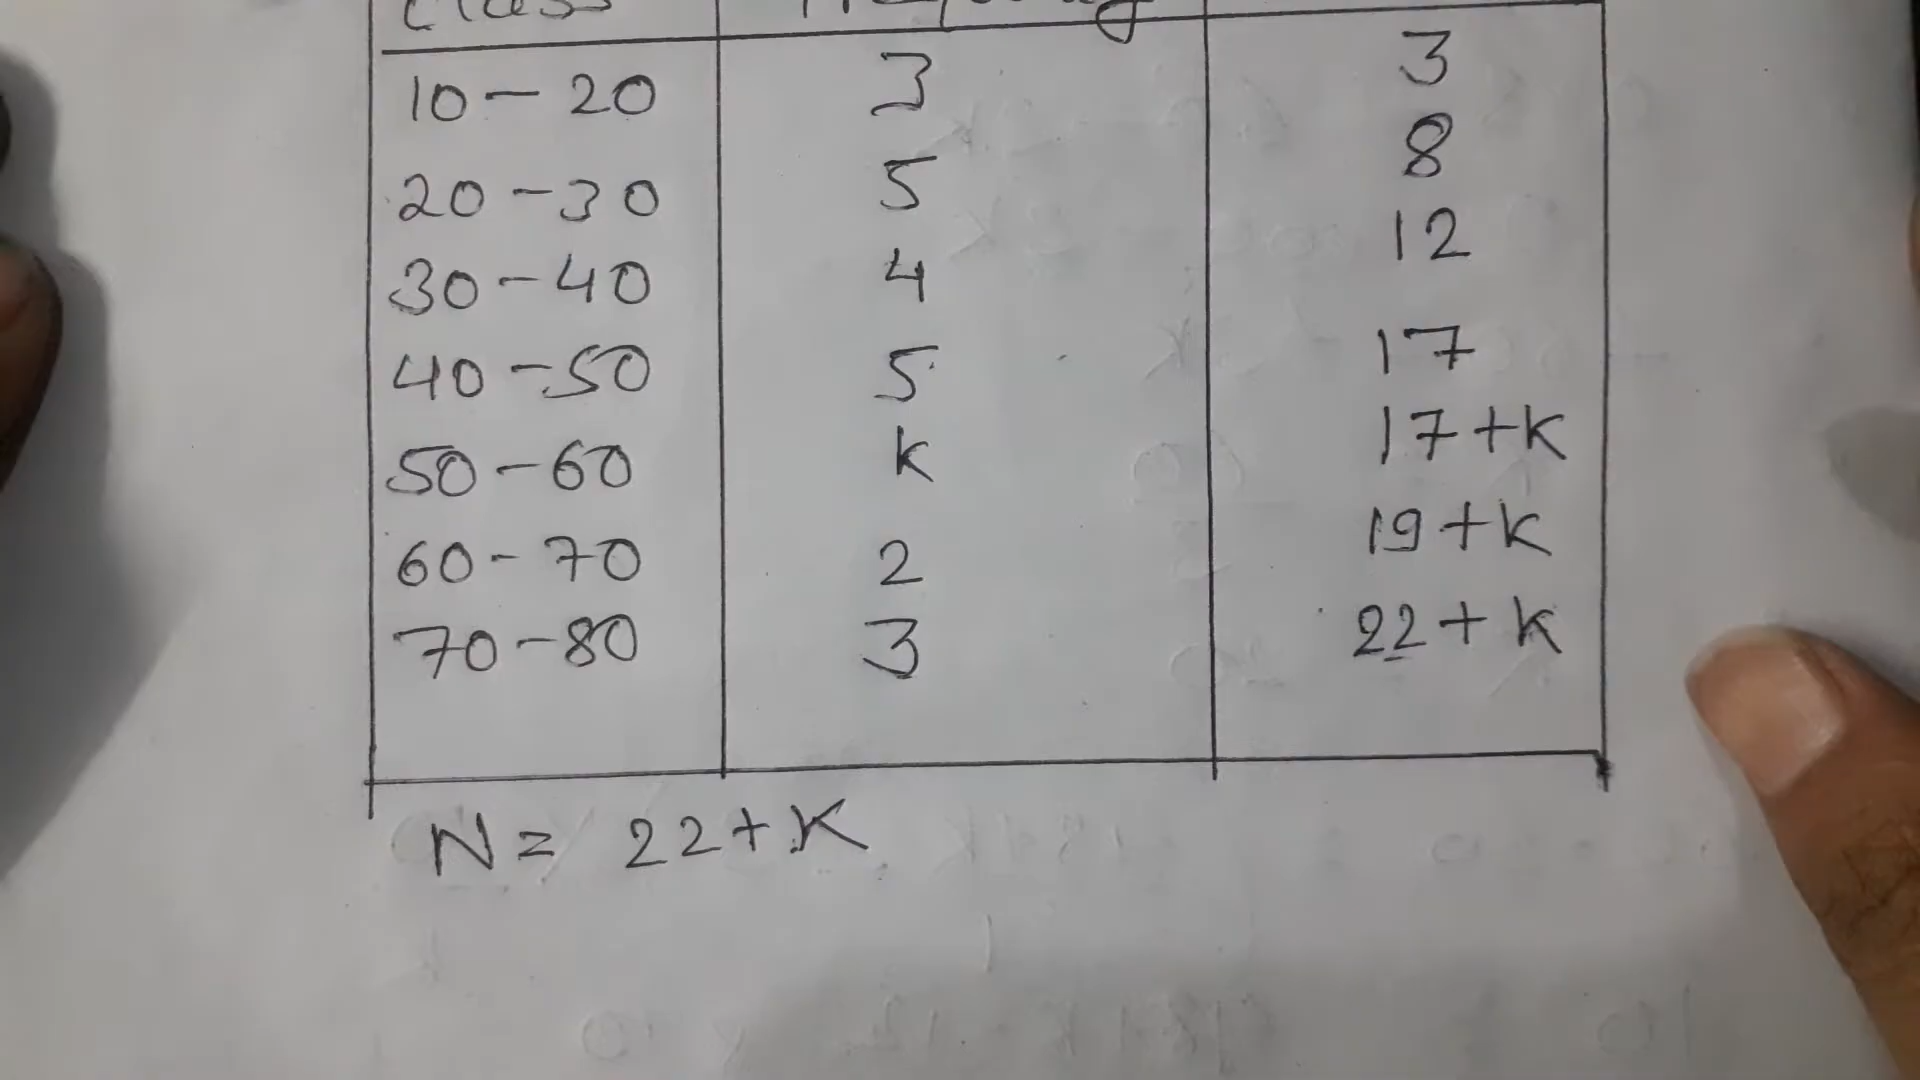 Class
10 - 20 3 3
20 - 30 5 8
30 - 40 4 12
40 - 50 5 17
50 - 60 k 17 + k
60 - 70 2 19 + k
70 - 80 3 22 + k
N = 22 + K